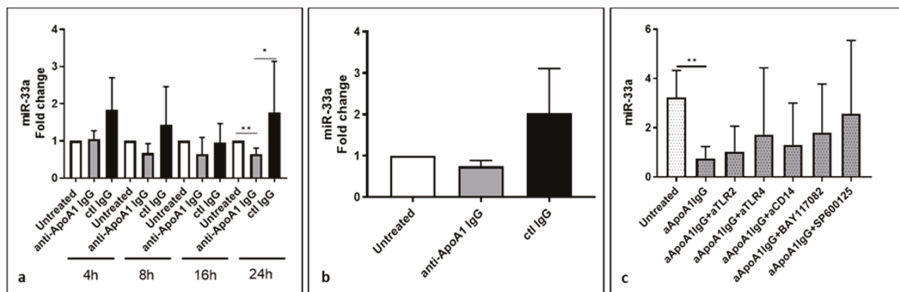 miR-33a
Fold change
4
3
2
1
0
*
**
Untreated
anti-ApoA1 IgG
ctl IgG
Untreated
anti-ApoA1 IgG
ctl IgG
Untreated
anti-ApoA1 IgG
ctl IgG
Untreated
anti-ApoA1 IgG
ctl IgG
4h
8h
16h
24h
a
miR-33a
Fold change
4
3
2
1
0
Untreated
anti-ApoA1 IgG
ctl IgG
b
miR-33a
6
4
2
0
**
Untreated
aApoA1IgG
aApoA1IgG+aTLR2
aApoA1IgG+aTLR4
aApoA1IgG+aCD14
aApoA1IgG+BAY117082
aApoA1IgG+SP600125
c